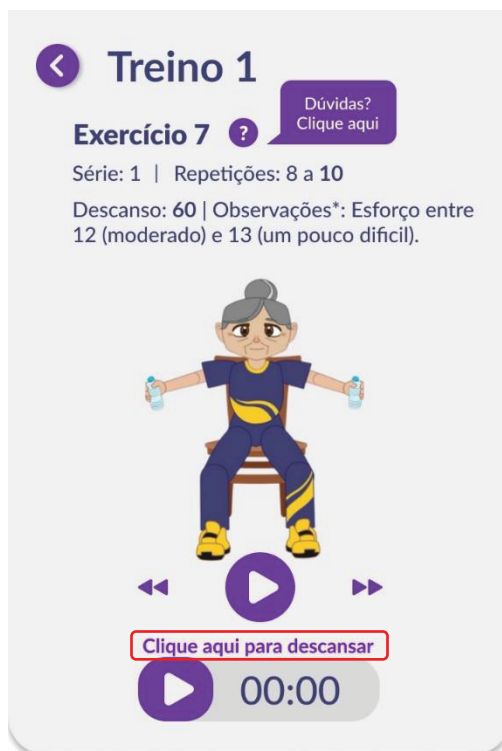 Treino 1
Dúvidas?
Clique aqui
Exercício 7 ?
Série: 1 | Repetições: 8 a 10
Descanso: 60 | Observações*: Esforço entre
12 (moderado) e 13 (um pouco dificil).
Clique aqui para descansar
00:00